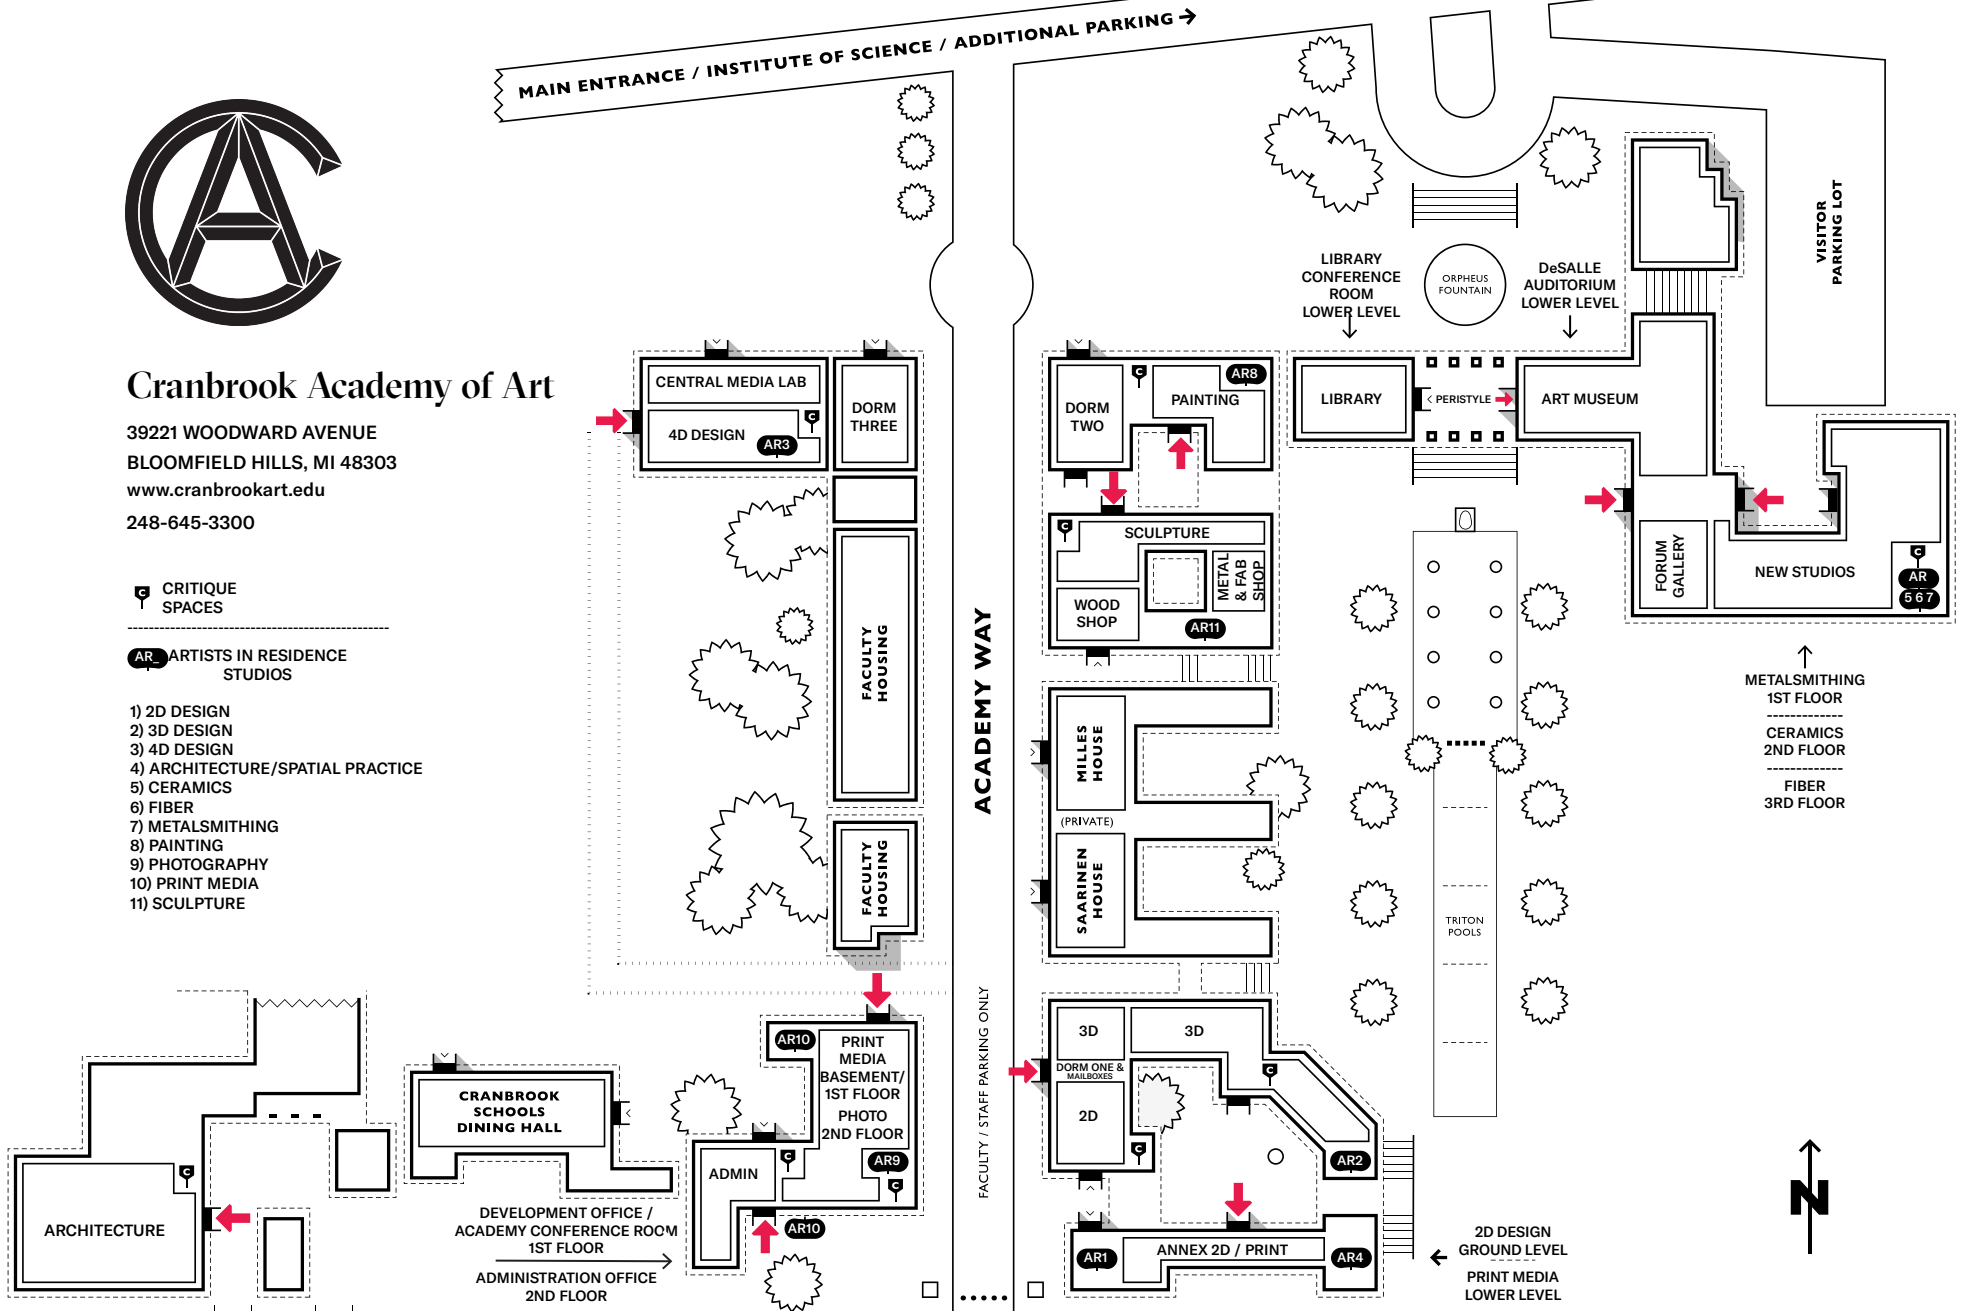 MAIN ENTRANCE / INSTITUTE OF SCIENCE / ADDITIONAL PARKING
Cranbrook Academy of Art
39221 WOODWARD AVENUE
BLOOMFIELD HILLS, MI 48303
www.cranbrookart.edu
248-645-3300
C
CRITIQUE
SPACES
AR_
ARTISTS IN RESIDENCE
STUDIOS
1) 2D DESIGN
2) 3D DESIGN
3) 4D DESIGN
4) ARCHITECTURE/SPATIAL PRACTICE
5) CERAMICS
6) FIBER
7) METALSMITHING
8) PAINTING
9) PHOTOGRAPHY
10) PRINT MEDIA
11) SCULPTURE
CENTRAL MEDIA LAB
4D DESIGN
C
AR3
DORM
THREE
FACULTY
HOUSING
FACULTY
HOUSING
ACADEMY WAY
FACULTY / STAFF PARKING ONLY
DORM
TWO
C
AR8
PAINTING
C
SCULPTURE
METAL
& FAB
SHOP
WOOD
SHOP
AR11
MILLES
HOUSE
(PRIVATE)
SAARINEN
HOUSE
LIBRARY
CONFERENCE
ROOM
LOWER LEVEL
ORPHEUS
FOUNTAIN
DeSALLE
AUDITORIUM
LOWER LEVEL
VISITOR
PARKING LOT
LIBRARY
PERISTYLE
ART MUSEUM
FORUM
GALLERY
NEW STUDIOS
C
AR
5 6 7
METALSMITHING
1ST FLOOR
CERAMICS
2ND FLOOR
FIBER
3RD FLOOR
TRITON
POOLS
3D
3D
DORM ONE &
MAILBOXES
2D
C
C
AR2
AR1
ANNEX 2D / PRINT
AR4
2D DESIGN
GROUND LEVEL
PRINT MEDIA
LOWER LEVEL
N
AR10
PRINT
MEDIA
BASEMENT/
1ST FLOOR
PHOTO
2ND FLOOR
C
AR9
C
ADMIN
AR10
CRANBROOK
SCHOOLS
DINING HALL
DEVELOPMENT OFFICE /
ACADEMY CONFERENCE ROOM
1ST FLOOR
ADMINISTRATION OFFICE
2ND FLOOR
C
ARCHITECTURE